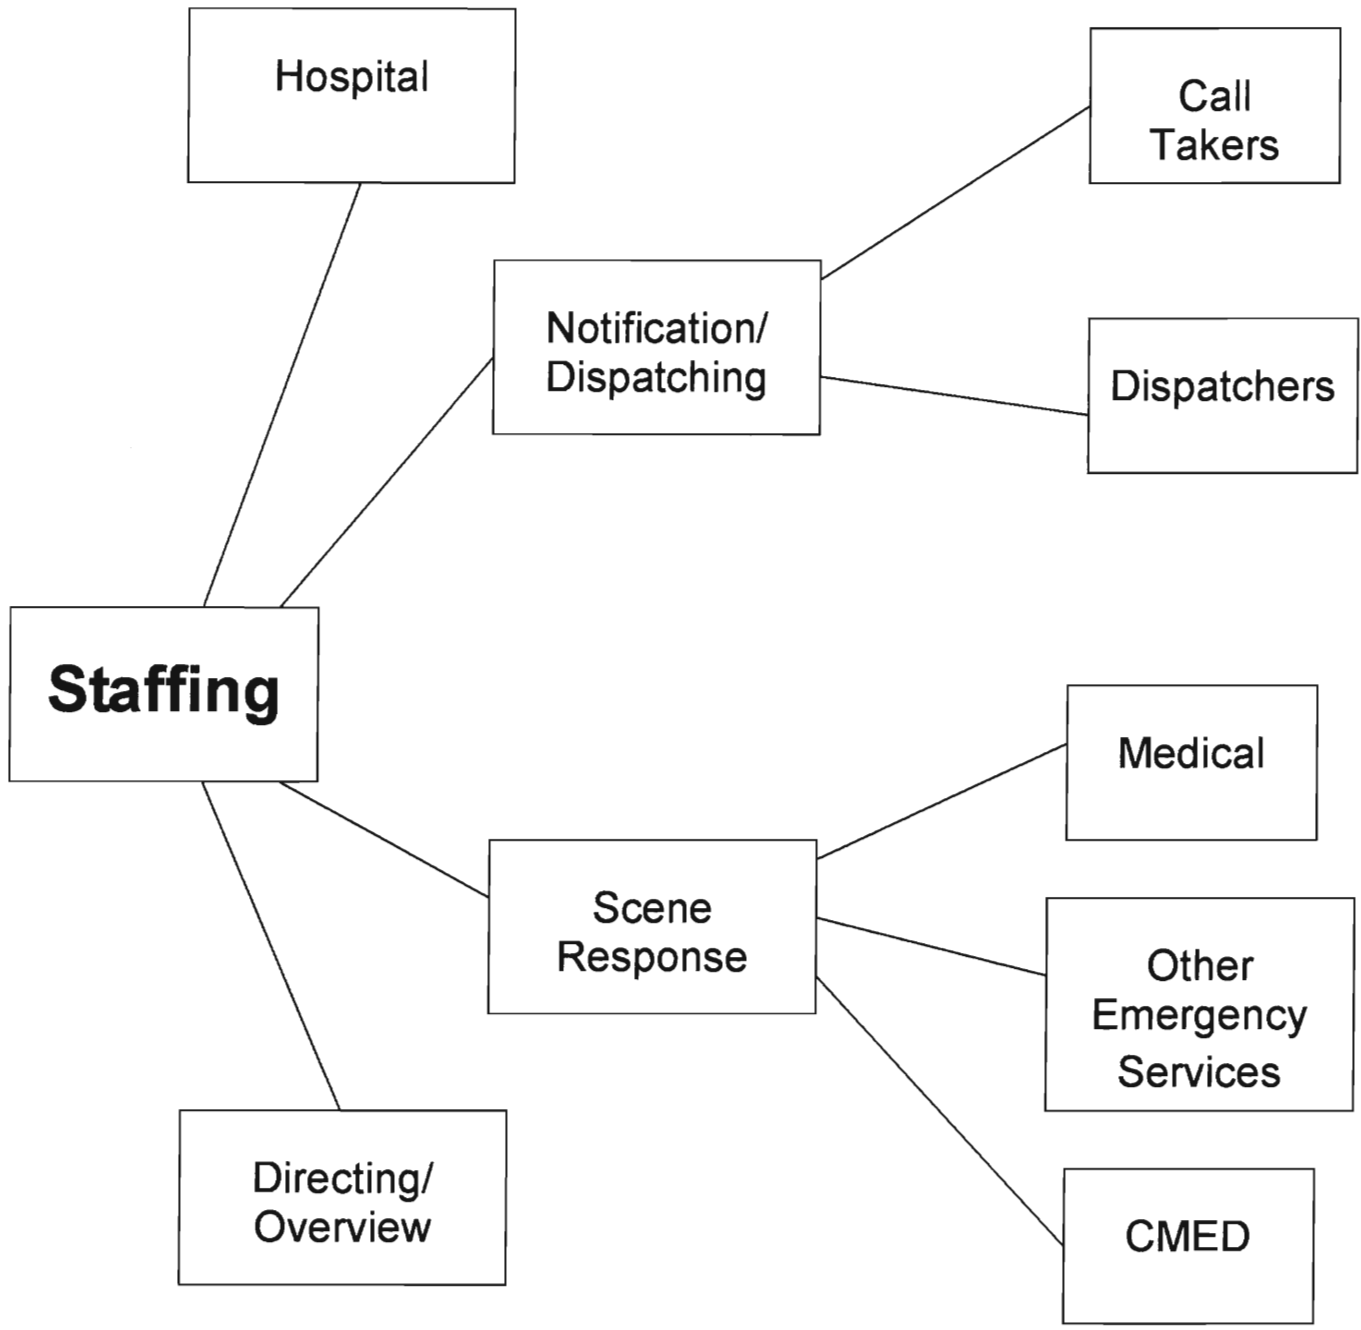 Hospital
Call
Takers
Notification/
Dispatching
Dispatchers
Staffing
Medical
Scene
Response
Other
Emergency
Services
Directing/
Overview
CMED